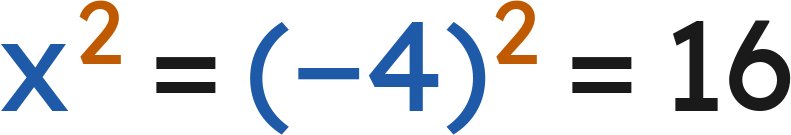 x² = (−4)² = 16